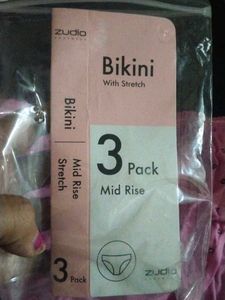 zudio
Bikini
Mid Rise
Stretch
3 Pack
Bikini
With Stretch
3 Pack
Mid Rise
zudio